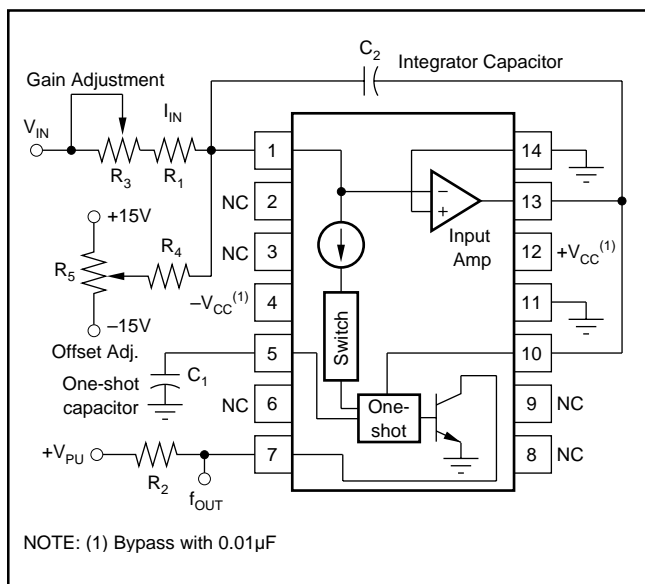 C2
Integrator Capacitor
Gain Adjustment
VIN
IIN
R3
R1
1
14
NC
2
−
+
13
+15V
NC
3
Input
Amp
12
+VCC(1)
R5
R4
−VCC(1)
4
11
−15V
Offset Adj.
Switch
5
10
One-shot
capacitor
C1
NC
6
One-
shot
9
NC
+VPU
R2
7
8
NC
fOUT
NOTE: (1) Bypass with 0.01µF